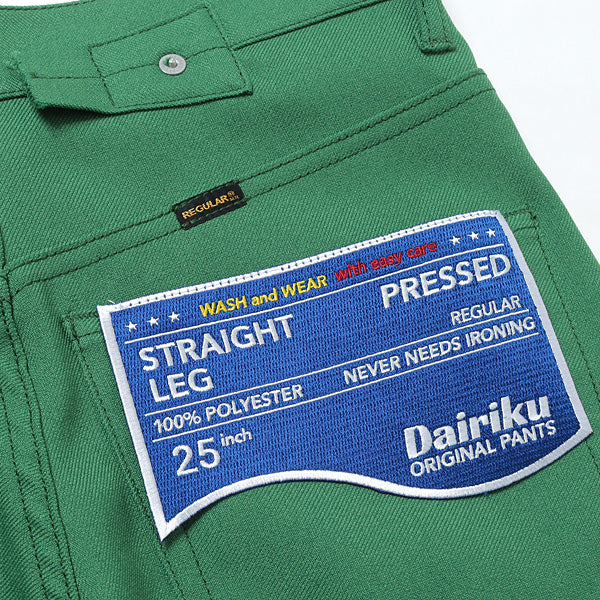 REGULAR
WASH and WEAR with easy care
STRAIGHT
LEG
PRESSED
REGULAR
100% POLYESTER
NEVER NEEDS IRONING
25 inch
Dairiku
ORIGINAL PANTS